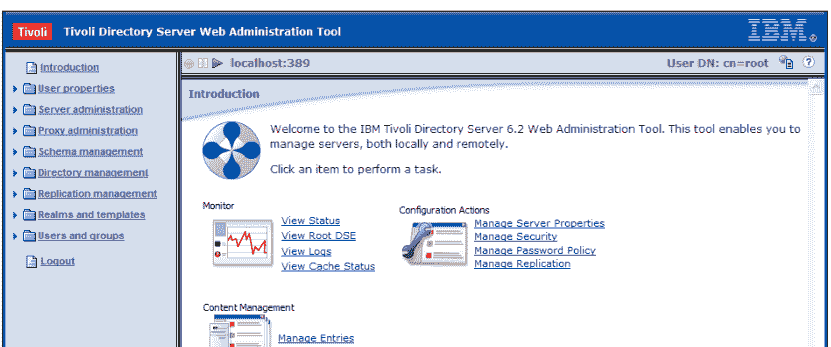 Tivoli Tivoli Directory Server Web Administration Tool IBM®
Introduction
User properties
Server administration
Proxy administration
Schema management
Directory management
Replication management
Realms and templates
Users and groups
Logout
localhost:389 User DN: cn=root ?
Introduction
Welcome to the IBM Tivoli Directory Server 6.2 Web Administration Tool. This tool enables you to
manage servers, both locally and remotely.
Click an item to perform a task.
Monitor
View Status
View Root DSE
View Logs
View Cache Status
Configuration Actions
Manage Server Properties
Manage Security
Manage Password Policy
Manage Replication
Content Management
Manage Entries